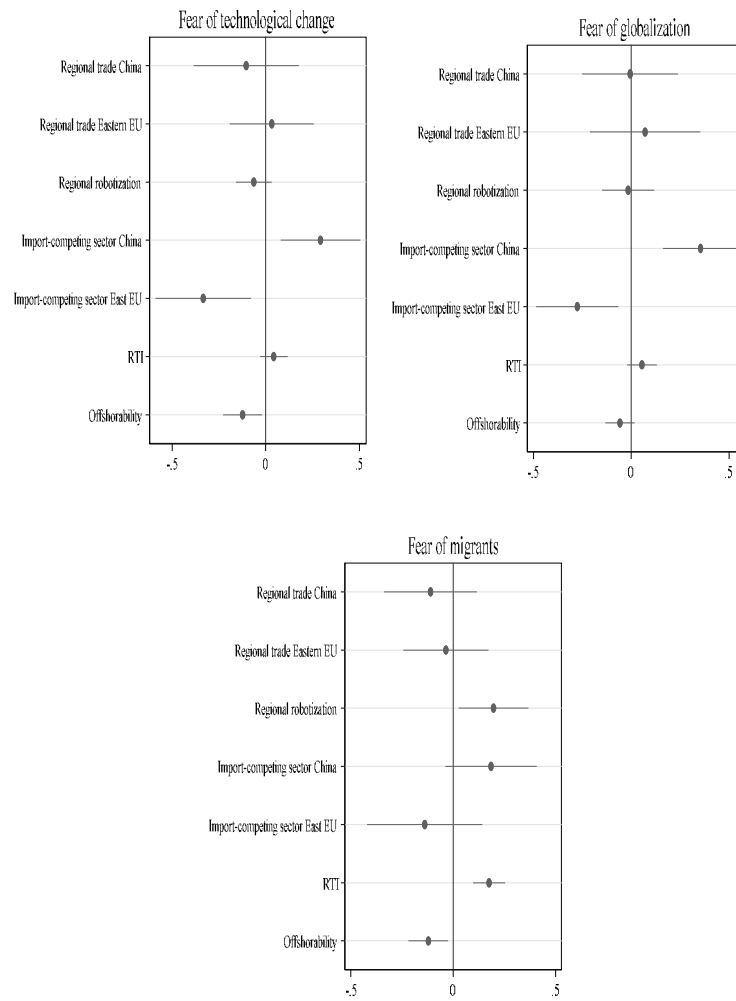 Fear of technological change
Regional trade China
Regional trade Eastern EU
Regional robotization
Import-competing sector China
Import-competing sector East EU
RTI
Offshorability
-.5 0 .5
Fear of globalization
Regional trade China
Regional trade Eastern EU
Regional robotization
Import-competing sector China
Import-competing sector East EU
RTI
Offshorability
-.5 0 .5
Fear of migrants
Regional trade China
Regional trade Eastern EU
Regional robotization
Import-competing sector China
Import-competing sector East EU
RTI
Offshorability
-.5 0 .5